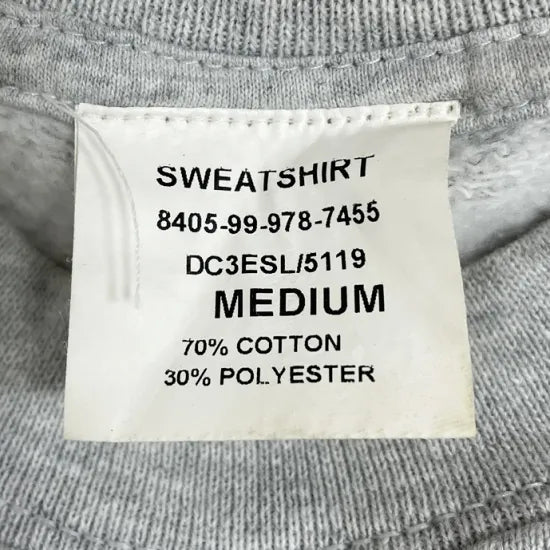 SWEATSHIRT
8405-99-978-7455
DC3ESL/5119
MEDIUM
70% COTTON
30% POLYESTER